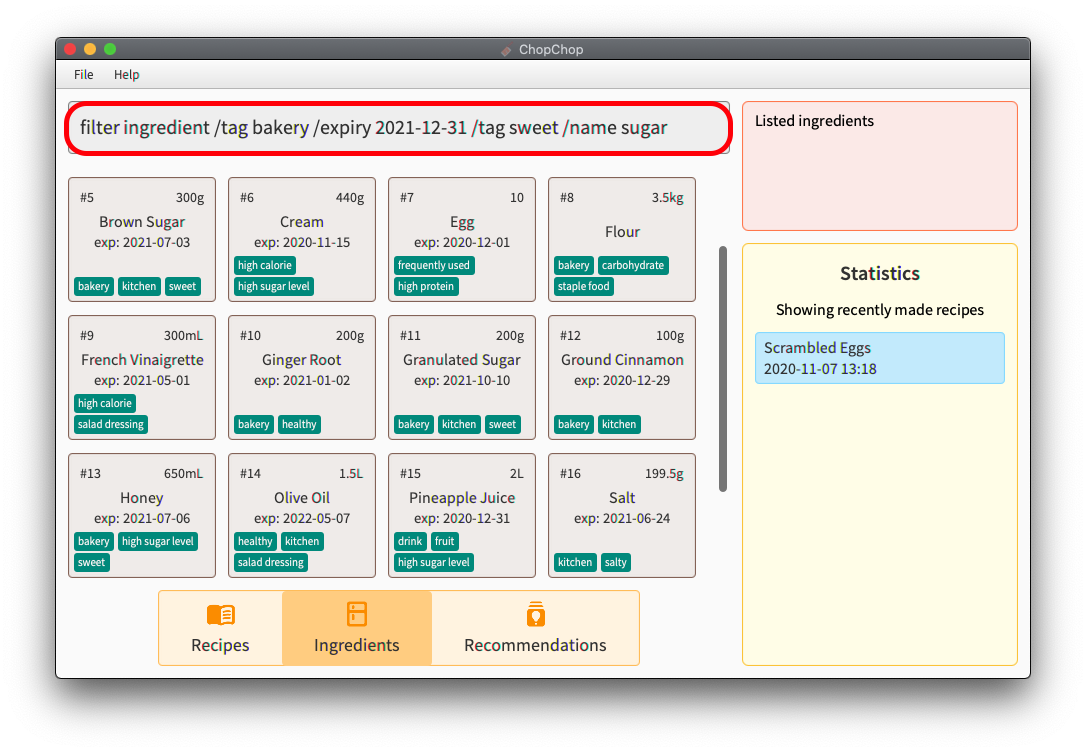 ChopChop
File Help
filter ingredient /tag bakery /expiry 2021-12-31 /tag sweet /name sugar
#5 300g
Brown Sugar
exp: 2021-07-03
bakery kitchen sweet
#6 440g
Cream
exp: 2020-11-15
high calorie
high sugar level
#7 10
Egg
exp: 2020-12-01
frequently used
high protein
#8 3.5kg
Flour
bakery carbohydrate
staple food
#9 300mL
French Vinaigrette
exp: 2021-05-01
high calorie
salad dressing
#10 200g
Ginger Root
exp: 2021-01-02
bakery healthy
#11 200g
Granulated Sugar
exp: 2021-10-10
bakery kitchen sweet
#12 100g
Ground Cinnamon
exp: 2020-12-29
bakery kitchen
#13 650mL
Honey
exp: 2021-07-06
bakery high sugar level
sweet
#14 1.5L
Olive Oil
exp: 2022-05-07
healthy kitchen
salad dressing
#15 2L
Pineapple Juice
exp: 2020-12-31
drink fruit
high sugar level
#16 199.5g
Salt
exp: 2021-06-24
kitchen salty
Recipes Ingredients Recommendations
Listed ingredients
Statistics
Showing recently made recipes
Scrambled Eggs
2020-11-07 13:18